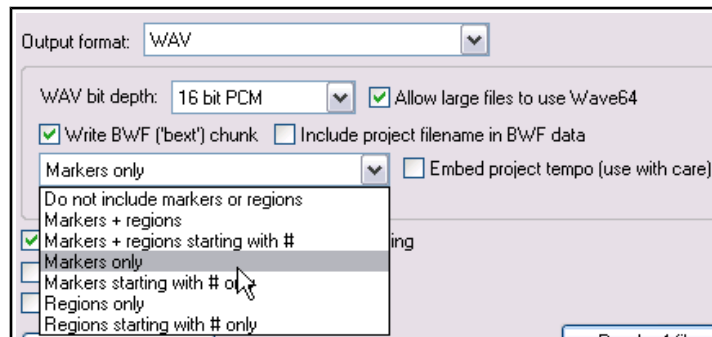 Output format: WAV
WAV bit depth: 16 bit PCM Allow large files to use Wave64
Write BWF ('bext') chunk Include project filename in BWF data
Markers only Embed project tempo (use with care)
Do not include markers or regions
Markers + regions
Markers + regions starting with # ing
Markers only
Markers starting with # only
Regions only
Regions starting with # only